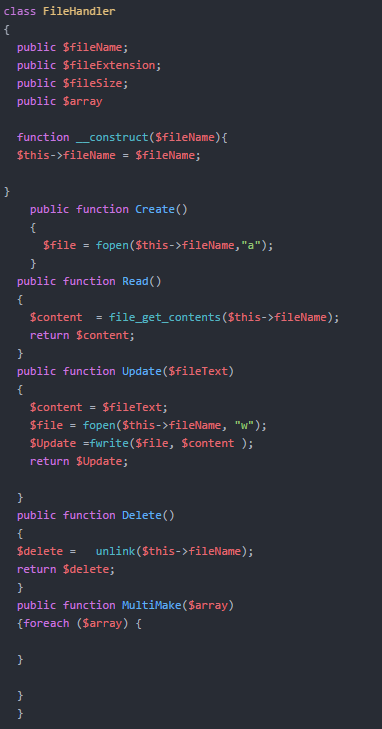 class FileHandler
{
  public $fileName;
  public $fileExtension;
  public $fileSize;
  public $array

  function __construct($fileName){
  $this->fileName = $fileName;

}
    public function Create()
    {
      $file = fopen($this->fileName,"a");
    }
  public function Read()
  {
    $content  = file_get_contents($this->fileName);
    return $content;
  }
  public function Update($fileText)
  {
    $content = $fileText;
    $file = fopen($this->fileName, "w");
    $Update =fwrite($file, $content );
    return $Update;

  }
  public function Delete()
  {
  $delete =   unlink($this->fileName);
  return $delete;
  }
  public function MultiMake($array)
  {foreach ($array) {

  }

  }
  }